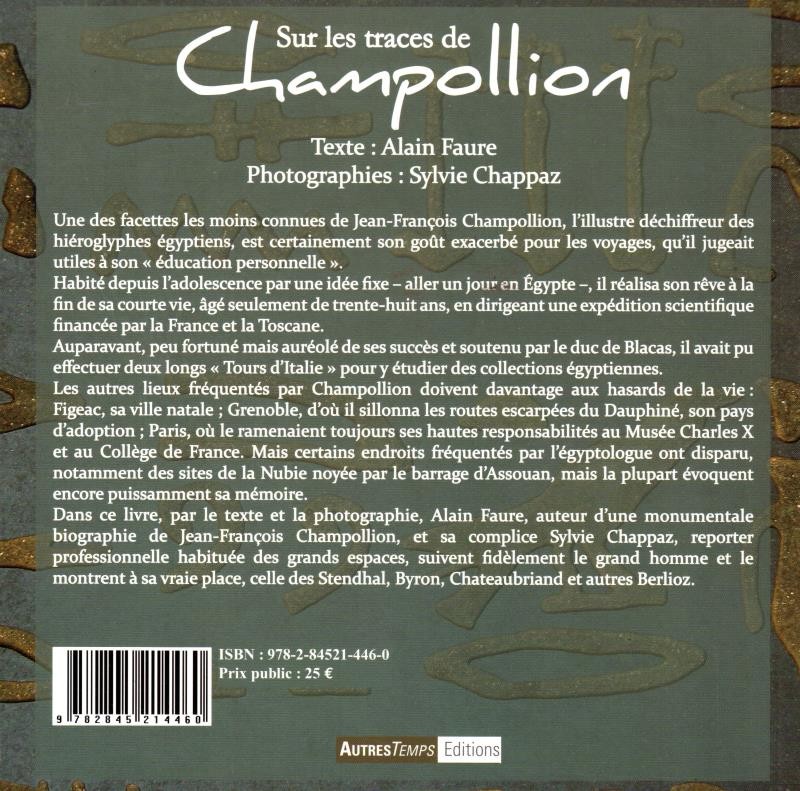 Sur les traces de
Champollion
Texte : Alain Faure
Photographies : Sylvie Chappaz
Une des facettes les moins connues de Jean-François Champollion, l'illustre déchiffreur des
hiéroglyphes égyptiens, est certainement son goût exacerbé pour les voyages, qu'il jugeait
utiles à son « éducation personnelle ».
Habité depuis l'adolescence par une idée fixe – aller un jour en Égypte –, il réalisa son rêve à la
fin de sa courte vie, âgé seulement de trente-huit ans, en dirigeant une expédition scientifique
financée par la France et la Toscane.
Auparavant, peu fortuné mais auréolé de ses succès et soutenu par le duc de Blacas, il avait pu
effectuer deux longs « Tours d'Italie » pour y étudier des collections égyptiennes.
Les autres lieux fréquentés par Champollion doivent davantage aux hasards de la vie :
Figeac, sa ville natale ; Grenoble, d'où il sillonna les routes escarpées du Dauphiné, son pays
d'adoption ; Paris, où le ramenaient toujours ses hautes responsabilités au Musée Charles X
et au Collège de France. Mais certains endroits fréquentés par l'égyptologue ont disparu,
notamment des sites de la Nubie noyée par le barrage d'Assouan, mais la plupart évoquent
encore puissamment sa mémoire.
Dans ce livre, par le texte et la photographie, Alain Faure, auteur d'une monumentale
biographie de Jean-François Champollion, et sa complice Sylvie Chappaz, reporter
professionnelle habituée des grands espaces, suivent fidèlement le grand homme et le
montrent à sa vraie place, celle des Stendhal, Byron, Chateaubriand et autres Berlioz.
ISBN : 978-2-84521-446-0
Prix public : 25 €
9 782845 214460
AUTRESTEMPS Editions